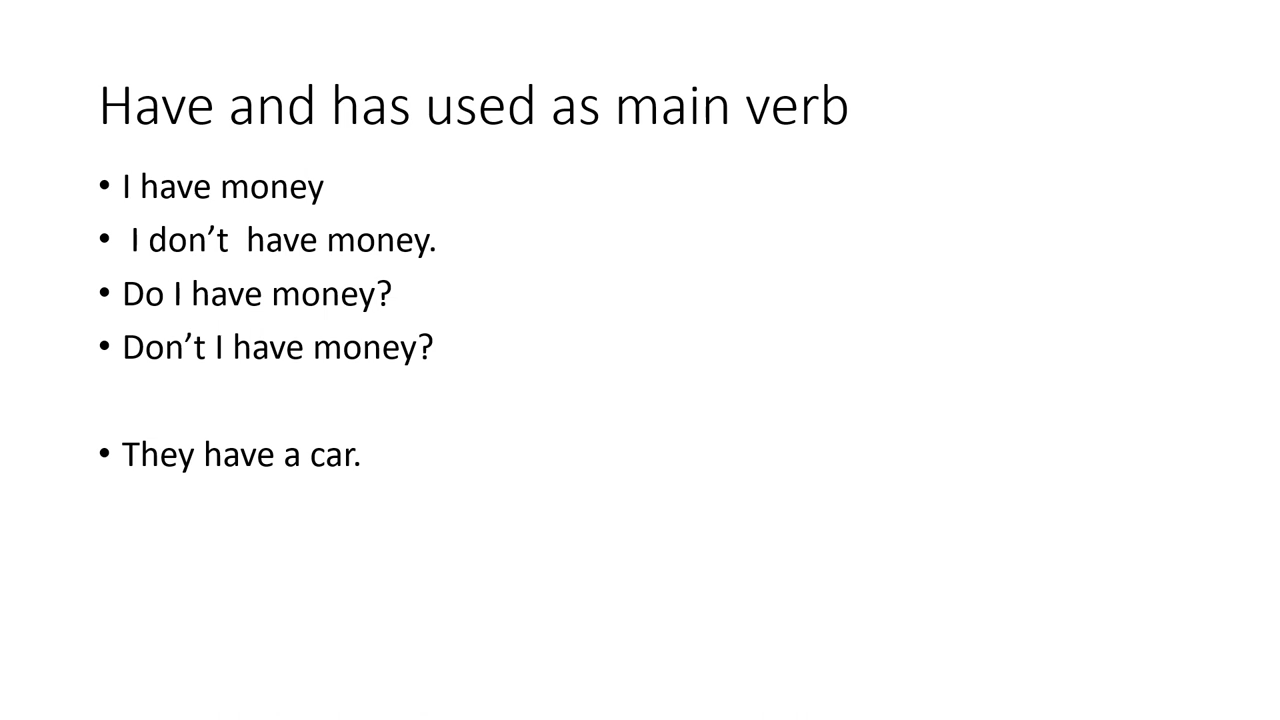 Have and has used as main verb
• I have money
•  I don’t  have money.
• Do I have money?
• Don’t I have money?
• They have a car.